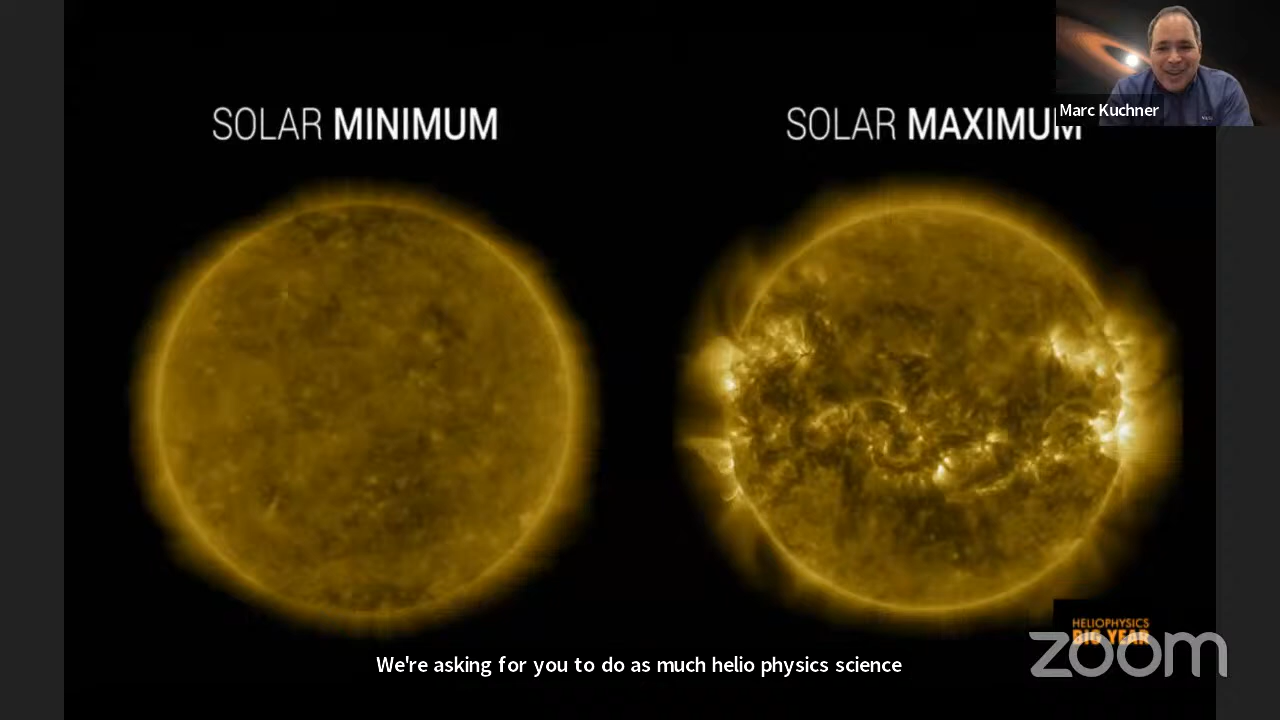 SOLAR MINIMUM
SOLAR MAXIMUM
Marc Kuchner
HELIOPHYSICS
BIG YEAR
zoom
We're asking for you to do as much helio physics science